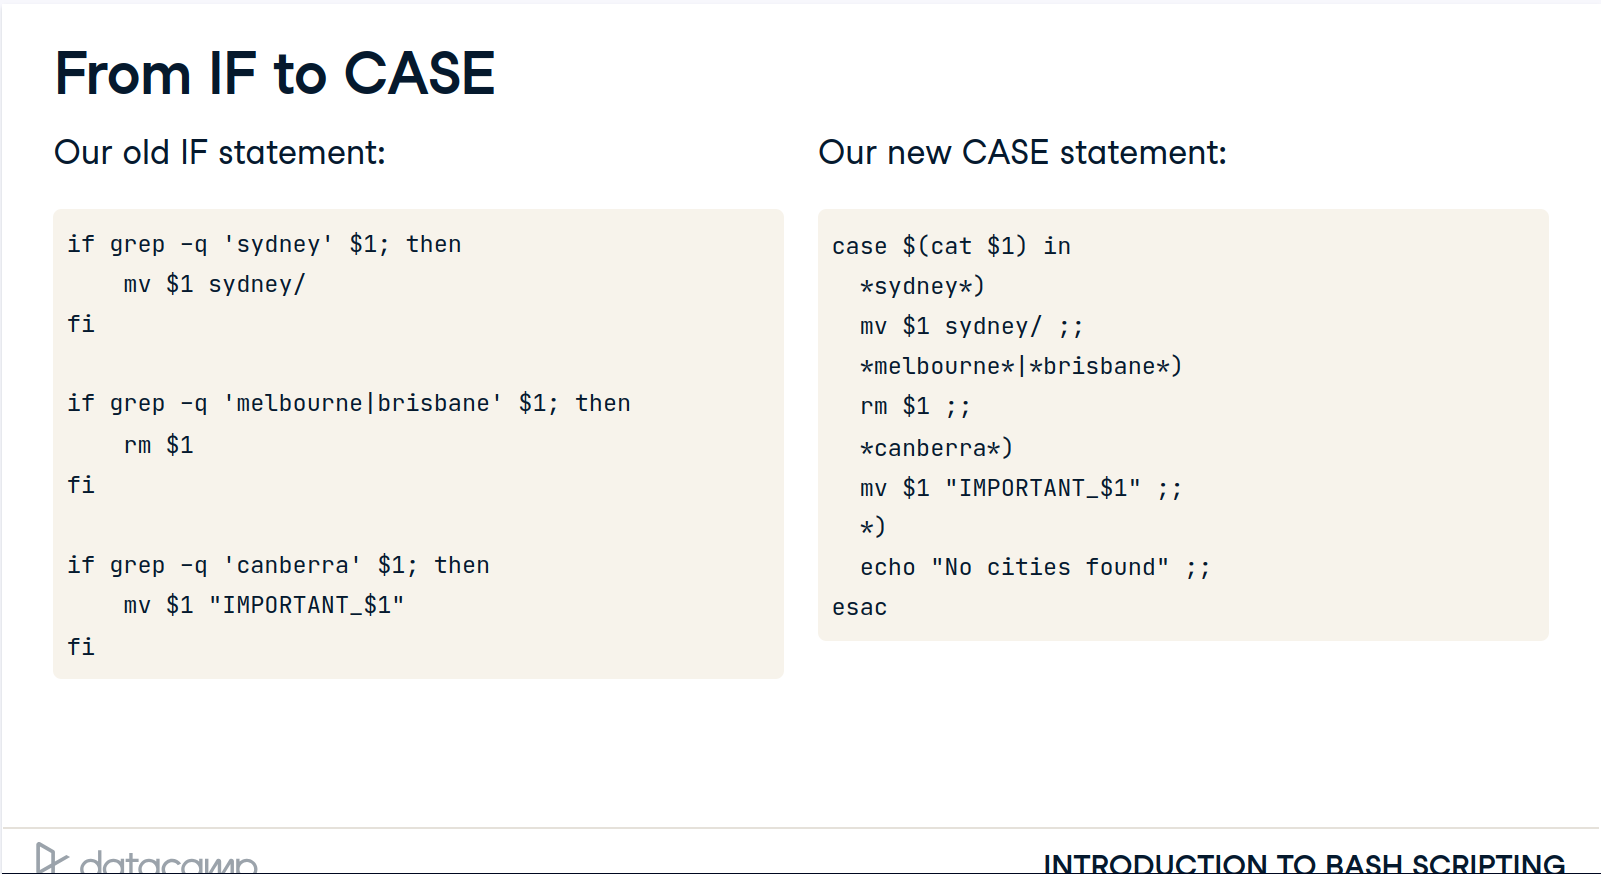 From IF to CASE
Our old IF statement:
if grep -q 'sydney' $1; then
    mv $1 sydney/
fi

if grep -q 'melbourne|brisbane' $1; then
    rm $1
fi

if grep -q 'canberra' $1; then
    mv $1 "IMPORTANT_$1"
fi
Our new CASE statement:
case $(cat $1) in
  *sydney*)
  mv $1 sydney/ ;;
  *melbourne*|*brisbane*)
  rm $1 ;;
  *canberra*)
  mv $1 "IMPORTANT_$1" ;;
  *)
  echo "No cities found" ;;
esac
datacamp
INTRODUCTION TO BASH SCRIPTING